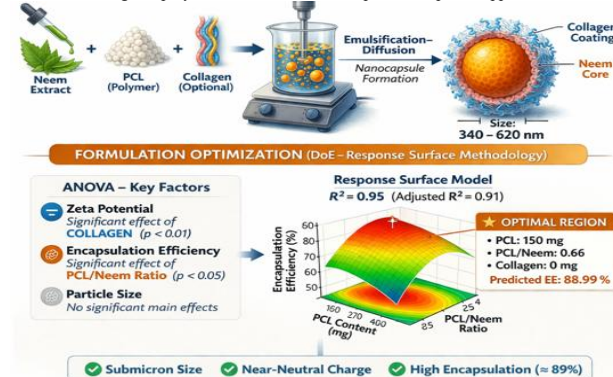 Neem
Extract
+
PCL
(Polymer)
+
Collagen
(Optional)
Emulsification–
Diffusion
Nanocapsule
Formation
Collagen
Coating
Neem
Core
Size:
340 – 620 nm
FORMULATION OPTIMIZATION (DoE – Response Surface Methodology)
ANOVA – Key Factors
Zeta Potential
Significant effect of
COLLAGEN (p < 0.01)
Encapsulation Efficiency
Significant effect of
PCL/Neem Ratio (p < 0.05)
Particle Size
No significant main effects
Response Surface Model
R² = 0.95 (Adjusted R² = 0.91)
Encapsulation
Efficiency (%)
80
80
70
60
50
160
270
400
PCL Content
(mg)
25
4
PCL/Neem
Ratio
OPTIMAL REGION
• PCL: 150 mg
• PCL/Neem: 0.66
• Collagen: 0 mg
Predicted EE: 88.99 %
Submicron Size
Near-Neutral Charge
High Encapsulation (≈ 89%)